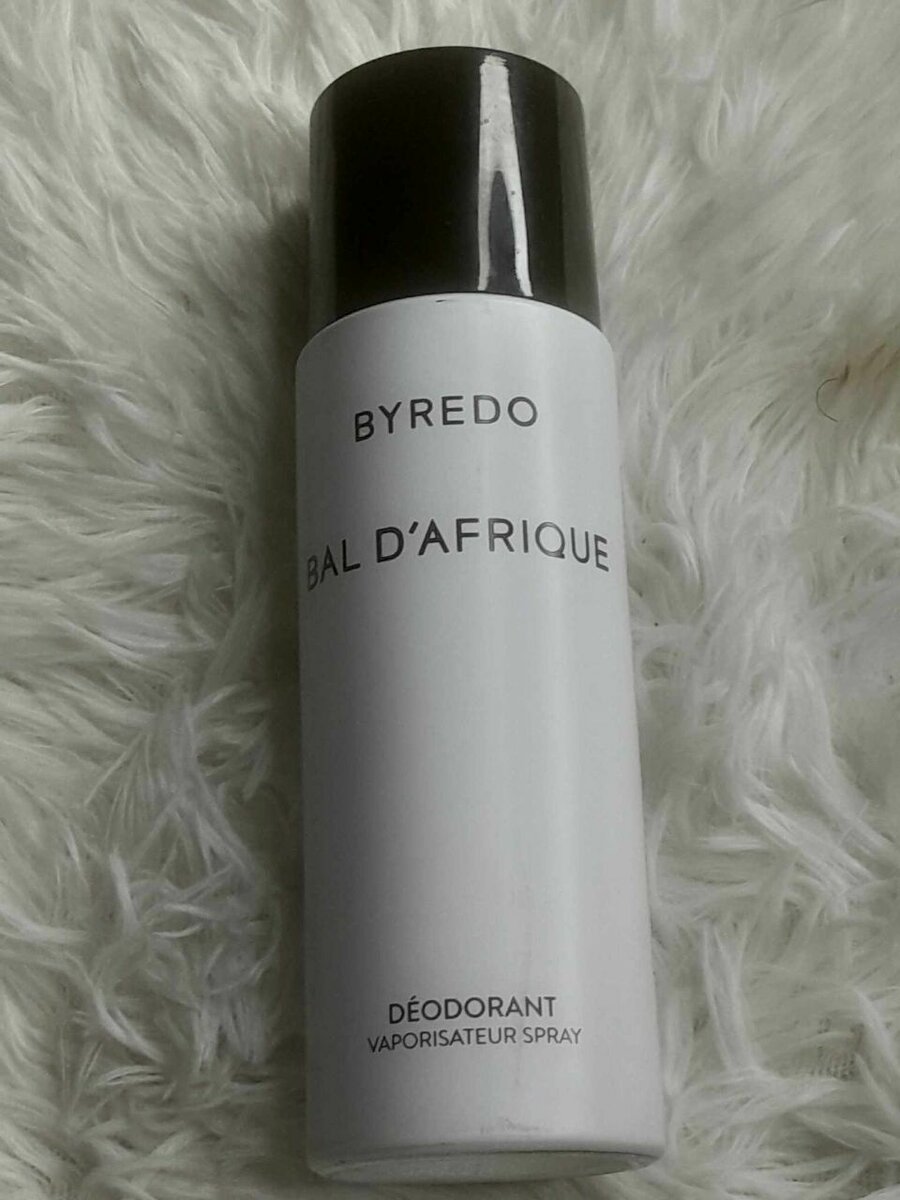 BYREDO
BAL D'AFRIQUE
DÉODORANT
VAPORISATEUR SPRAY